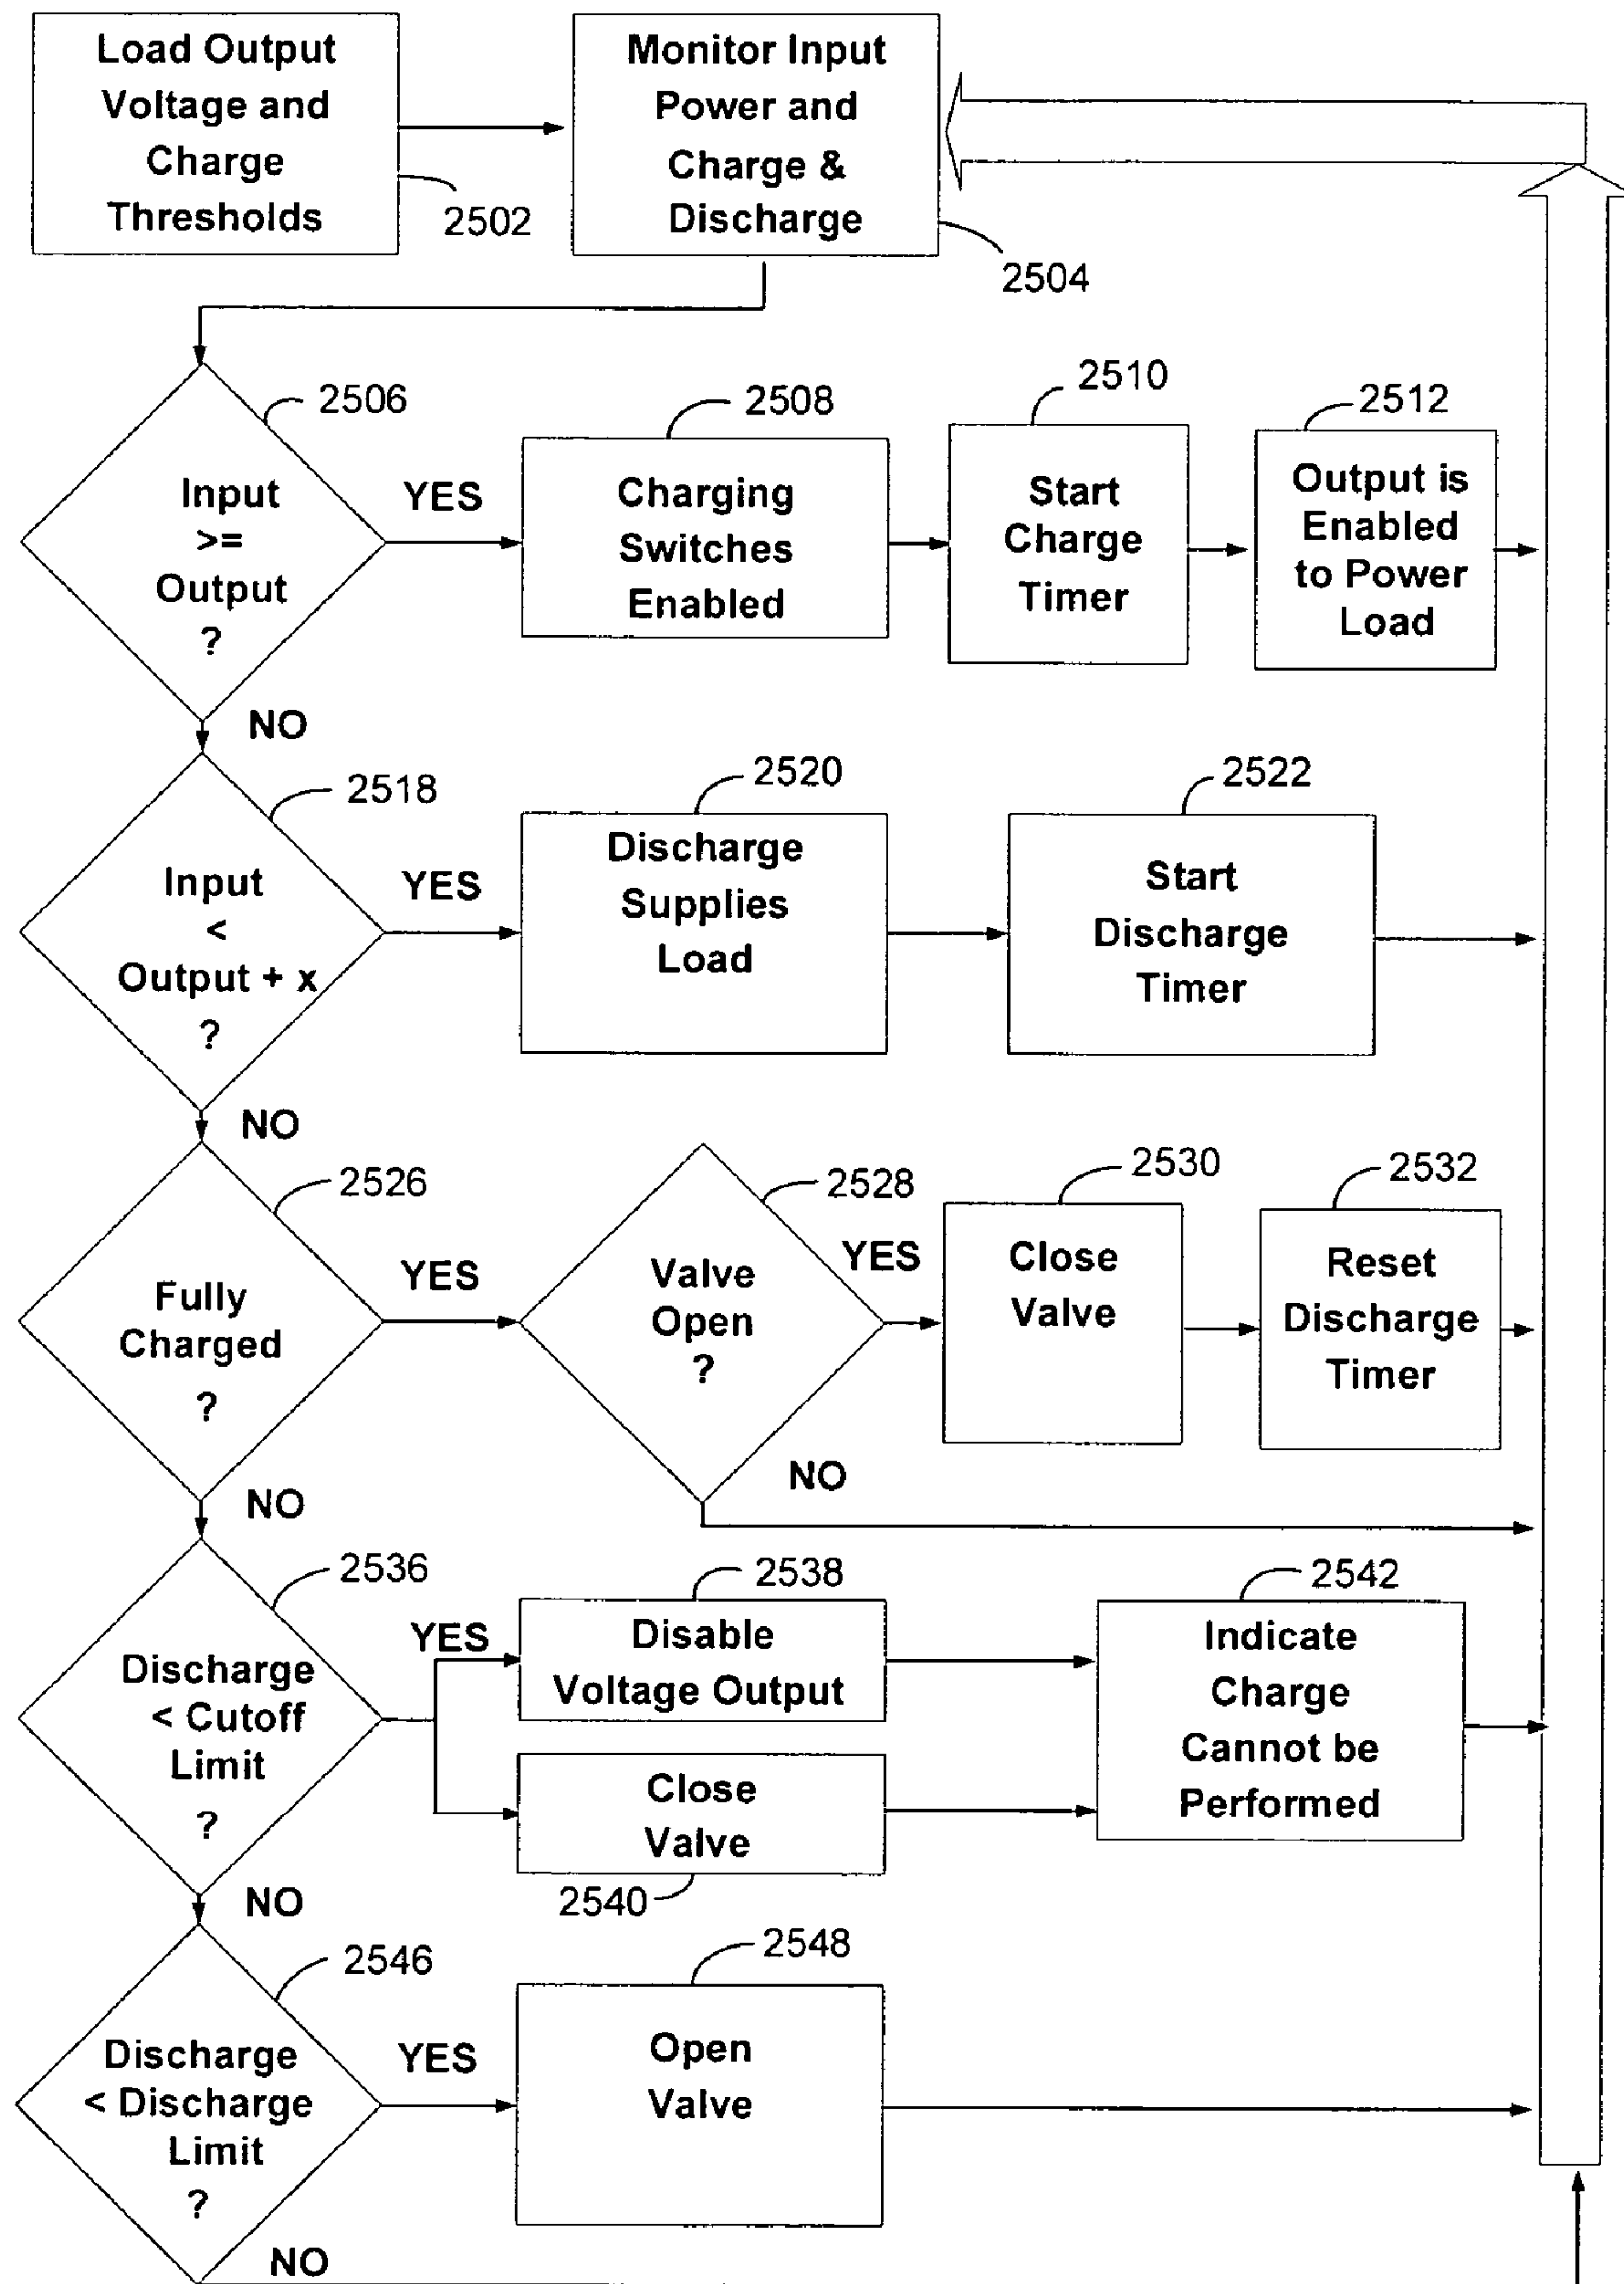 Load Output
Voltage and
Charge
Thresholds
2502
Monitor Input
Power and
Charge &
Discharge
2504
2506
Input
>=
Output
?
YES
NO
2508
Charging
Switches
Enabled
2510
Start
Charge
Timer
2512
Output is
Enabled
to Power
Load
2518
Input
<
Output + x
?
YES
NO
2520
Discharge
Supplies
Load
2522
Start
Discharge
Timer
2526
Fully
Charged
?
YES
NO
2528
Valve
Open
?
YES
NO
2530
Close
Valve
2532
Reset
Discharge
Timer
2536
Discharge
< Cutoff
Limit
?
YES
NO
2538
Disable
Voltage Output
Close
Valve
2540
2542
Indicate
Charge
Cannot be
Performed
2546
Discharge
< Discharge
Limit
?
YES
NO
2548
Open
Valve